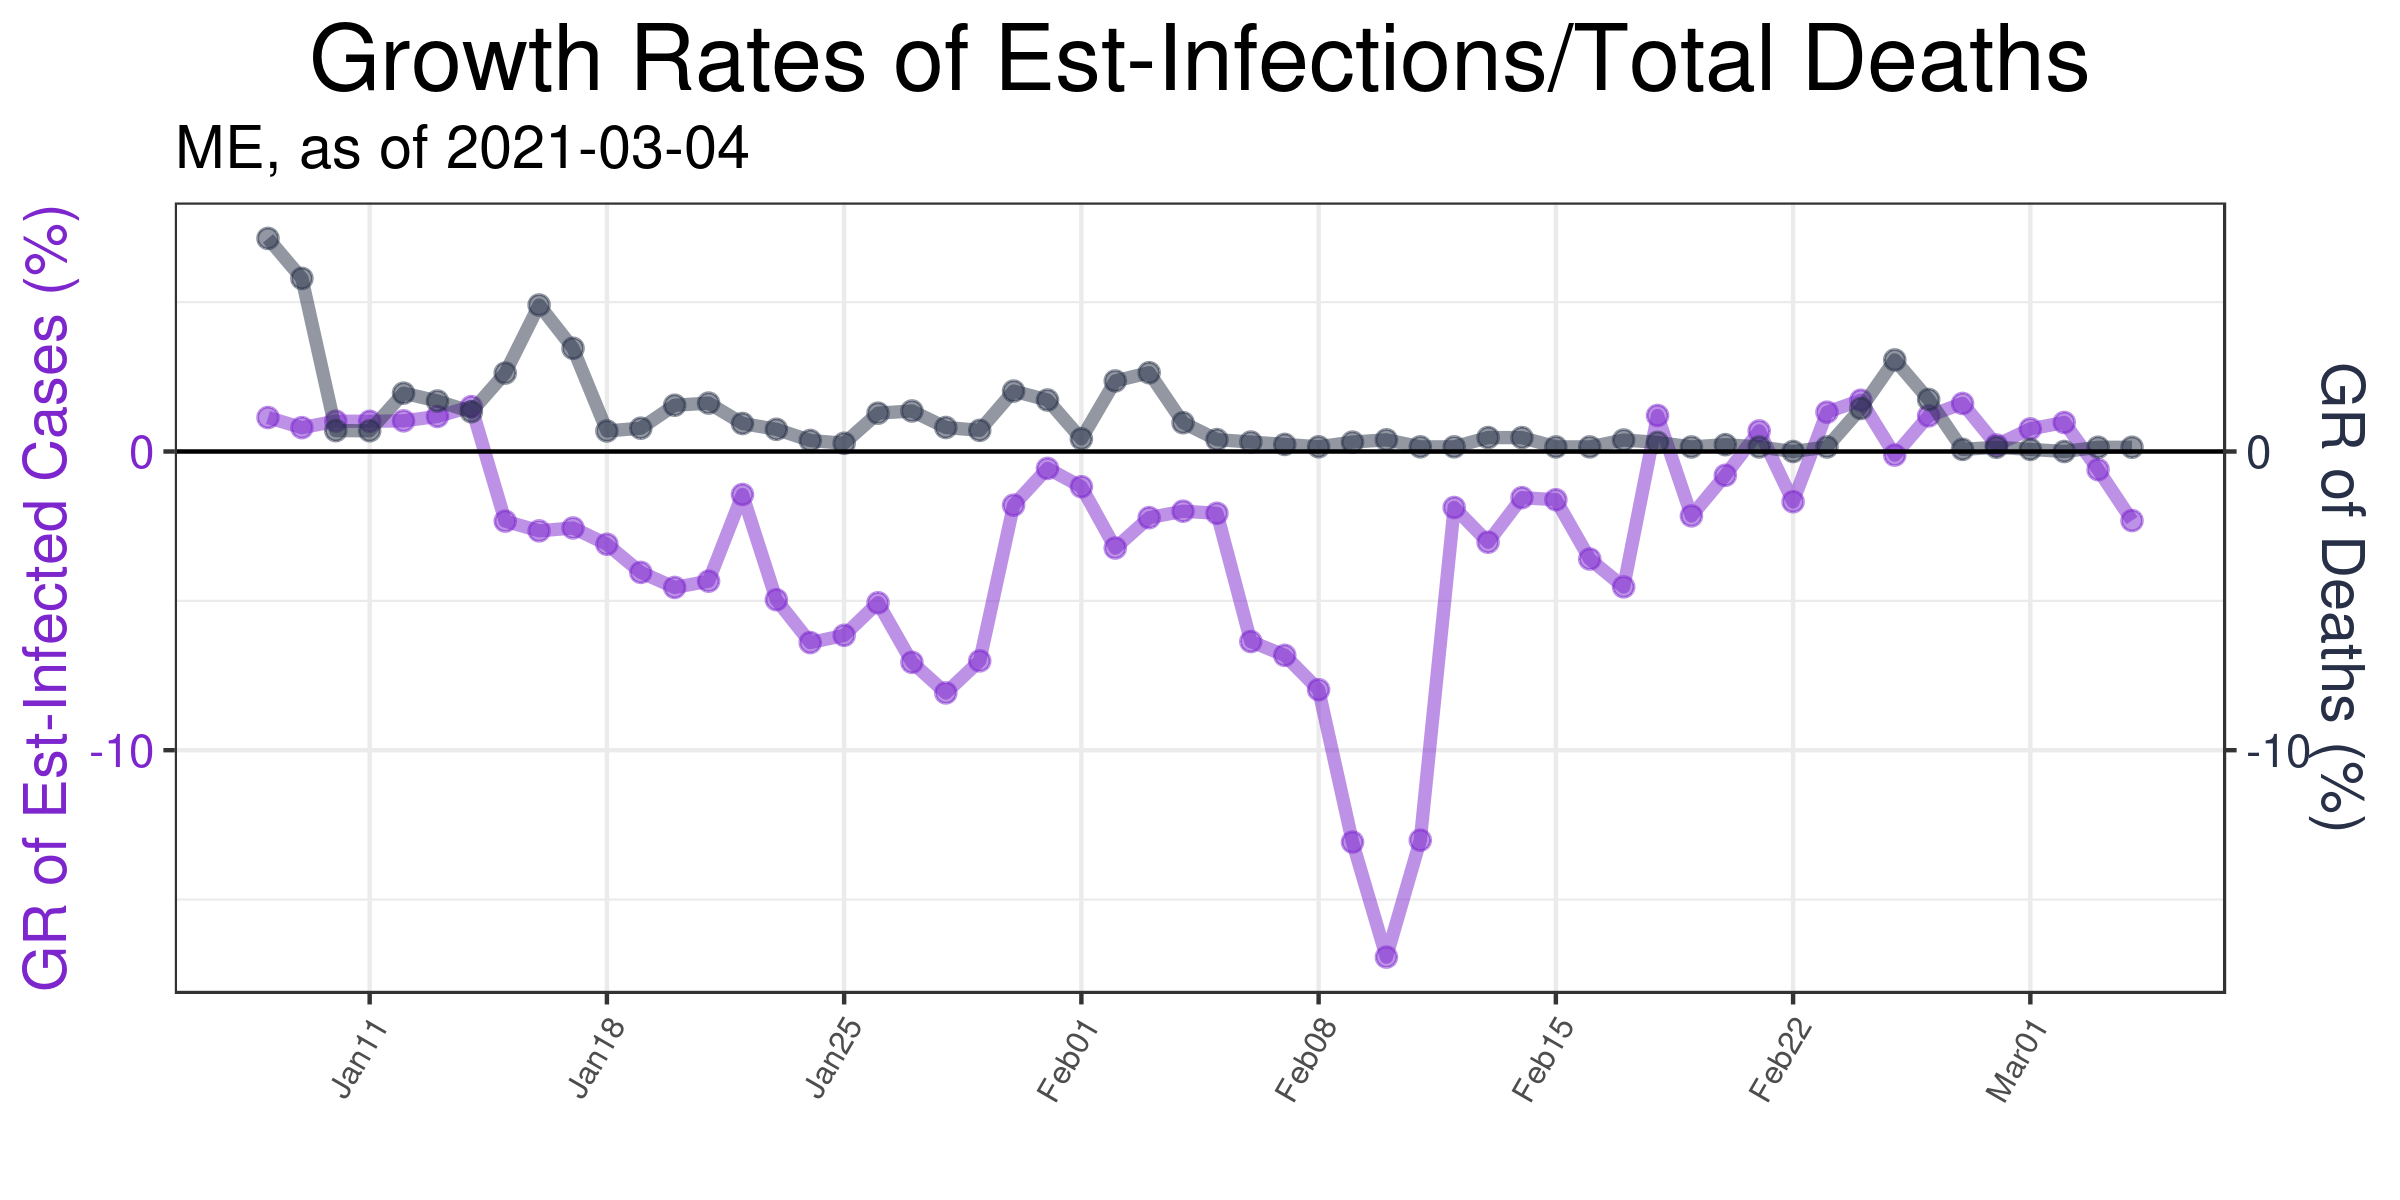 Growth Rates of Est-Infections/Total Deaths
ME, as of 2021-03-04
GR of Est-Infected Cases (%)
0
-10
0
-10
GR of Deaths (%)
Jan11
Jan18
Jan25
Feb01
Feb08
Feb15
Feb22
Mar01